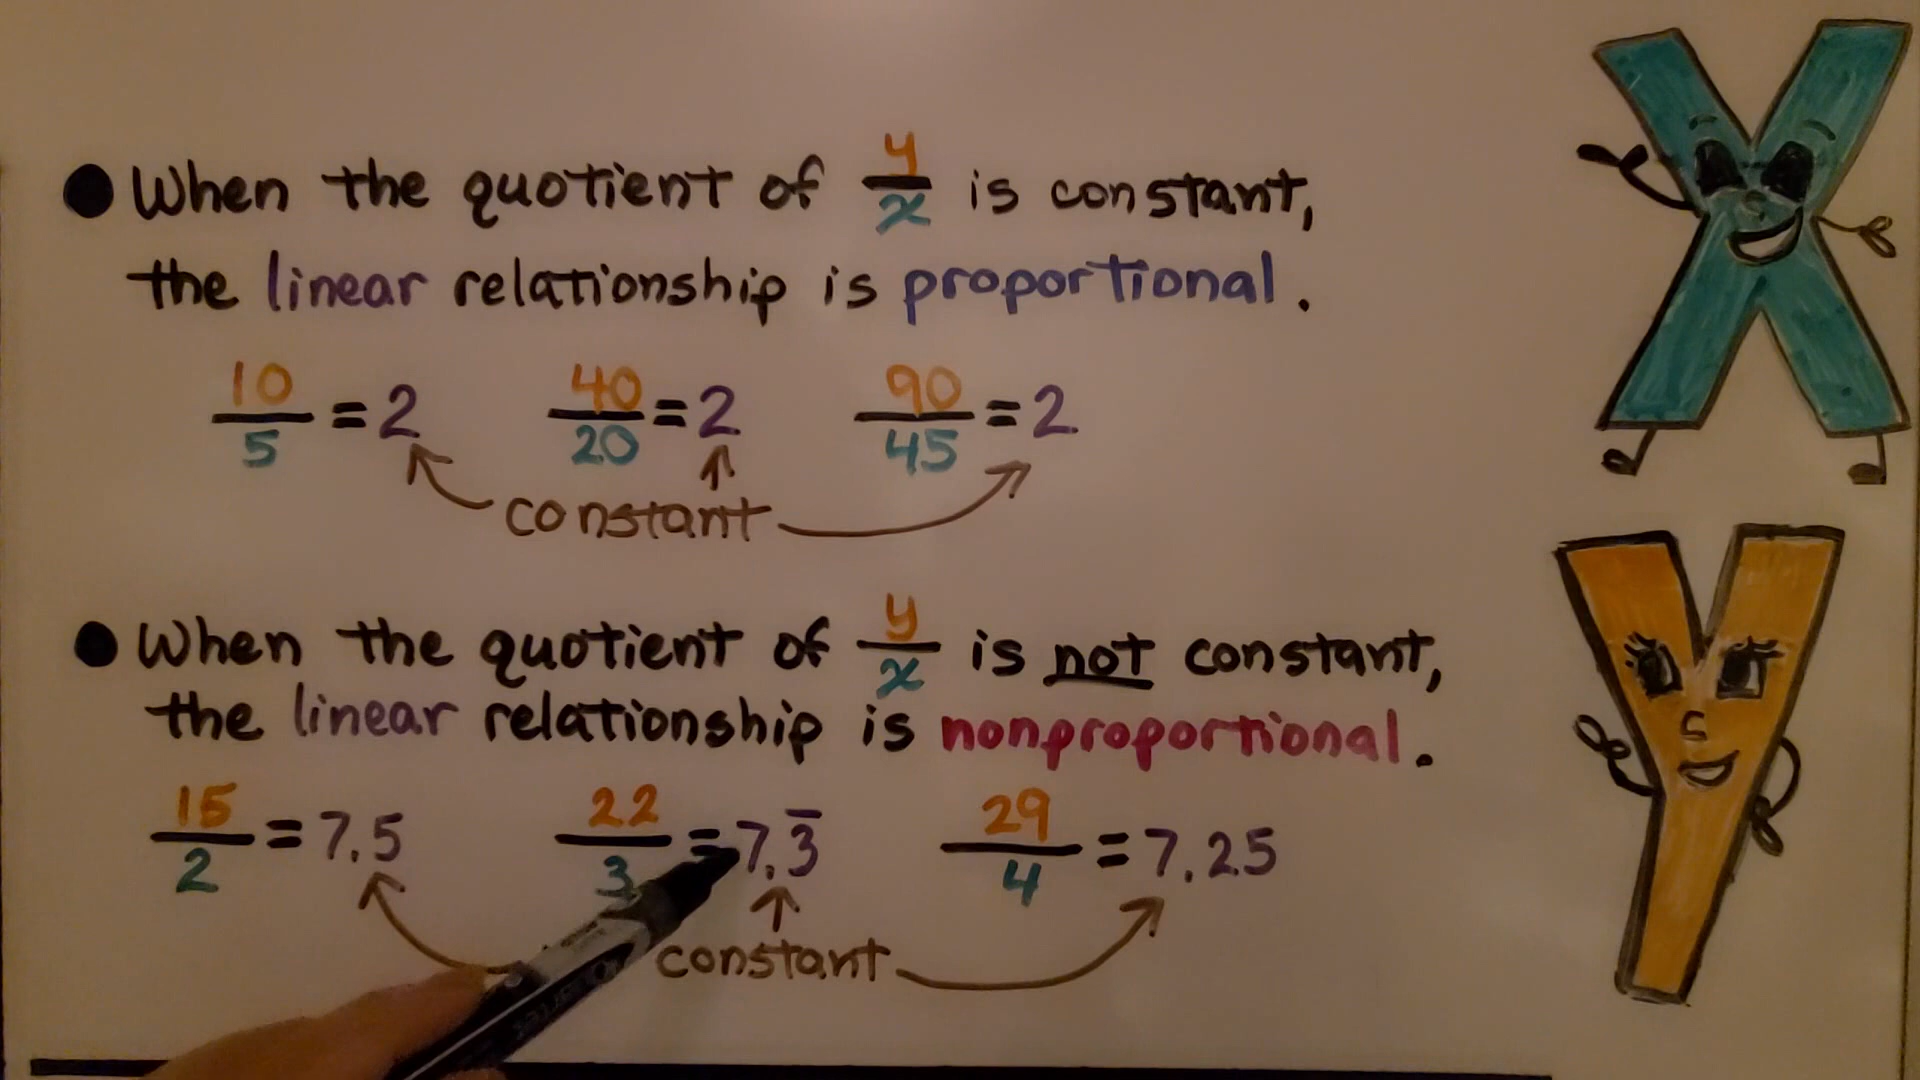 ● When the quotient of y/x is constant,
the linear relationship is proportional.
10/5 = 2 40/20 = 2 90/45 = 2
constant
● When the quotient of y/x is not constant,
the linear relationship is nonproportional.
15/2 = 7.5 22/3 = 7.3̅ 29/4 = 7.25
constant